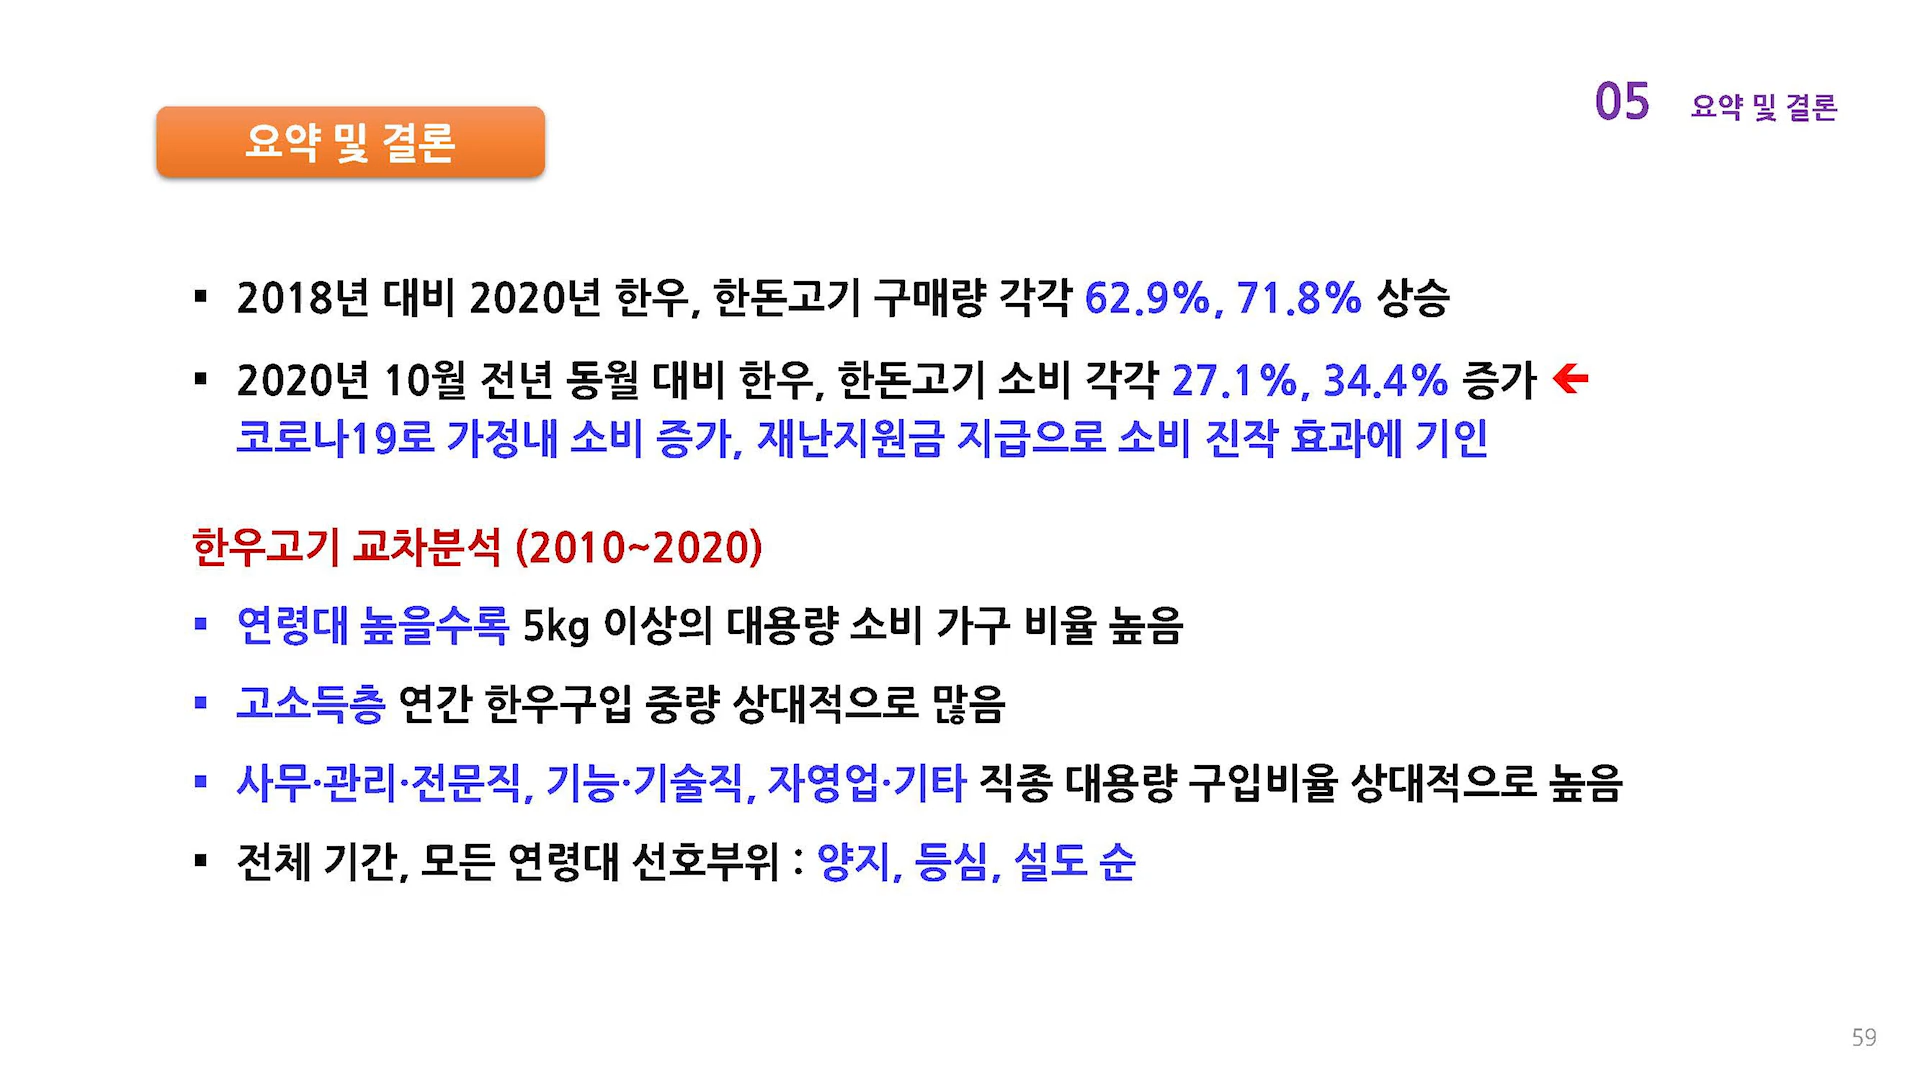 05 요약 및 결론
요약 및 결론
▪ 2018년 대비 2020년 한우, 한돈고기 구매량 각각 62.9%, 71.8% 상승
▪ 2020년 10월 전년 동월 대비 한우, 한돈고기 소비 각각 27.1%, 34.4% 증가 ←
코로나19로 가정내 소비 증가, 재난지원금 지급으로 소비 진작 효과에 기인
한우고기 교차분석 (2010~2020)
▪ 연령대 높을수록 5kg 이상의 대용량 소비 가구 비율 높음
▪ 고소득층 연간 한우구입 중량 상대적으로 많음
▪ 사무·관리·전문직, 기능·기술직, 자영업·기타 직종 대용량 구입비율 상대적으로 높음
▪ 전체 기간, 모든 연령대 선호부위 : 양지, 등심, 설도 순
59